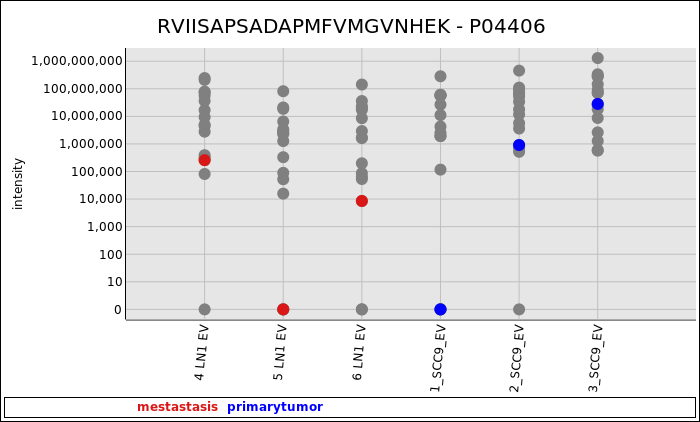 RVIISAPSADAPMFVMGVNHEK - P04406
1,000,000,000
100,000,000
10,000,000
1,000,000
100,000
10,000
1,000
100
10
0
intensity
4 LN1 EV
5 LN1 EV
6 LN1 EV
1_SCC9_EV
2_SCC9_EV
3_SCC9_EV
mestastasis primarytumor